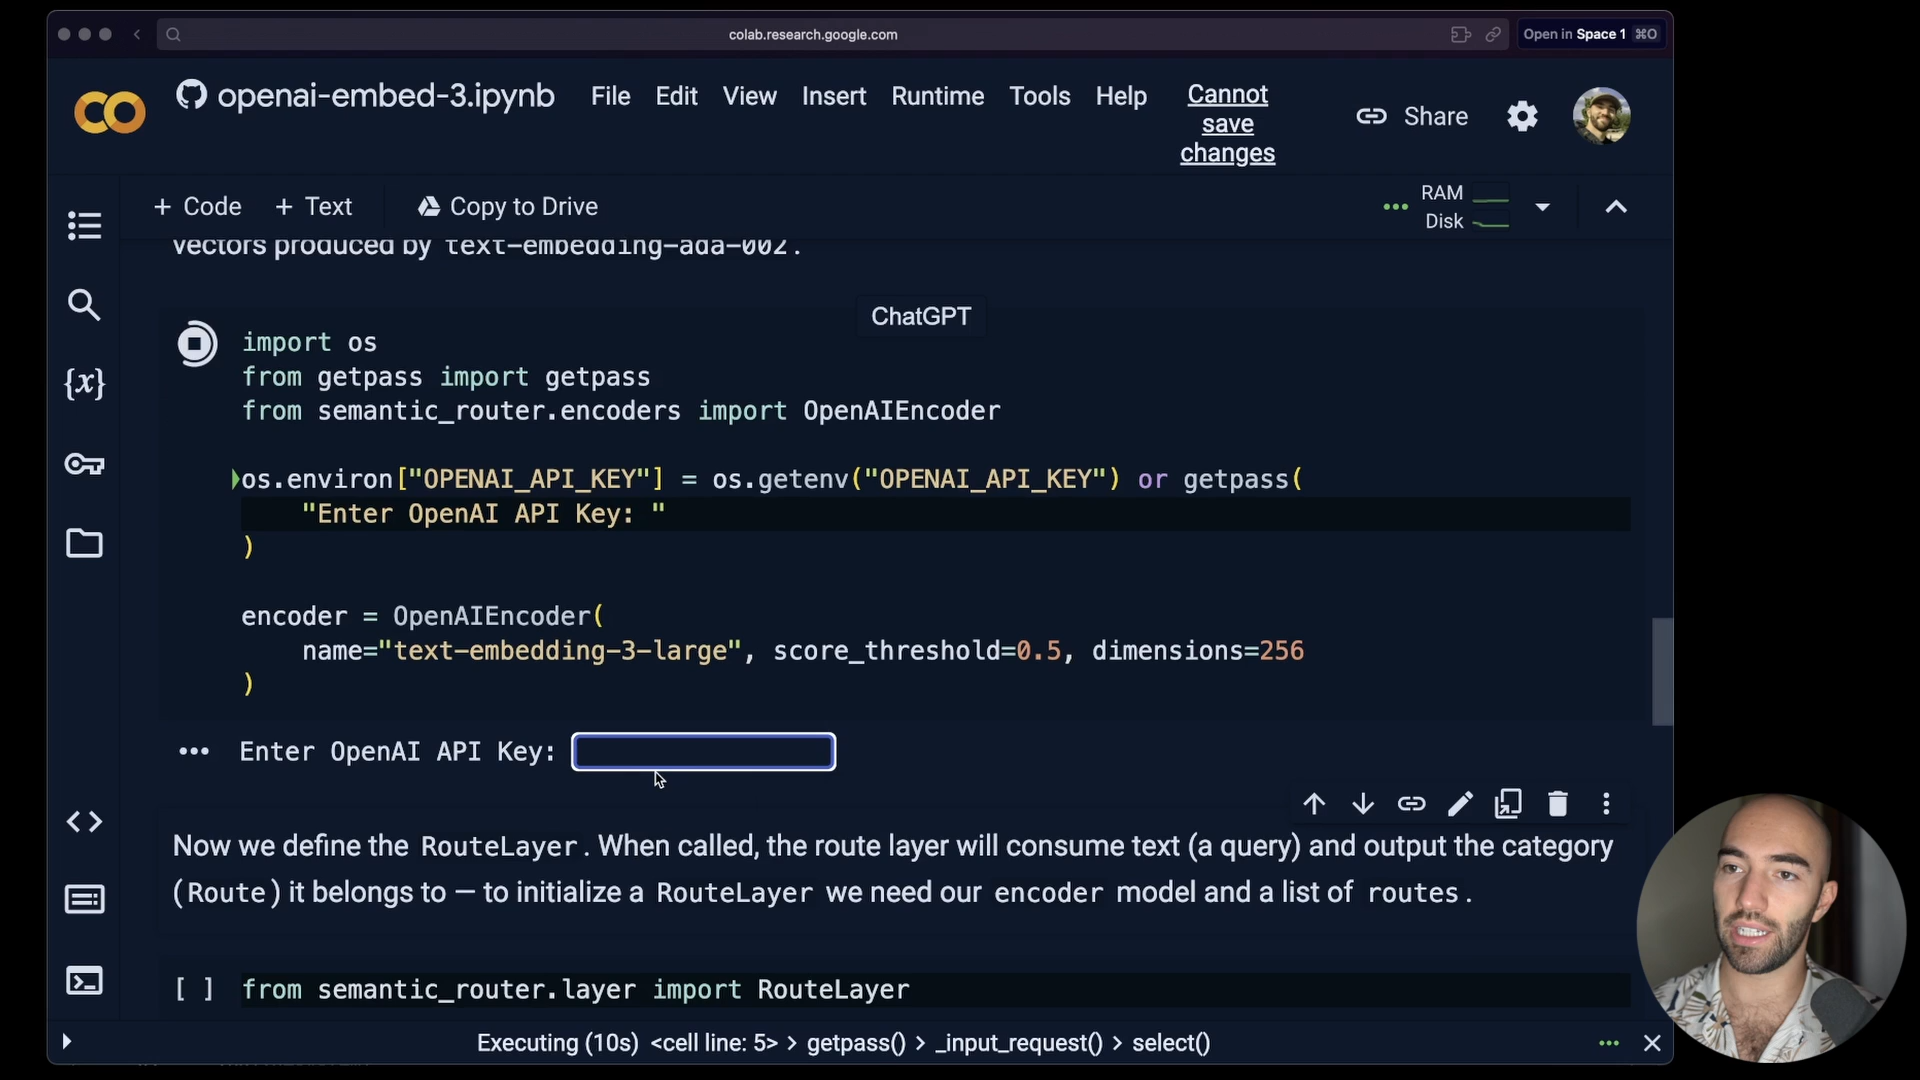 colab.research.google.com
Open in Space 1 ⌘O
openai-embed-3.ipynb
File Edit View Insert Runtime Tools Help
Cannot
save
changes
Share
+ Code + Text
Copy to Drive
RAM
Disk
vectors produced by text-embedding-ada-002.
ChatGPT
import os
from getpass import getpass
from semantic_router.encoders import OpenAIEncoder
os.environ["OPENAI_API_KEY"] = os.getenv("OPENAI_API_KEY") or getpass(
"Enter OpenAI API Key: "
)
encoder = OpenAIEncoder(
name="text-embedding-3-large", score_threshold=0.5, dimensions=256
)
Enter OpenAI API Key:
Now we define the RouteLayer. When called, the route layer will consume text (a query) and output the category
(Route) it belongs to — to initialize a RouteLayer we need our encoder model and a list of routes.
[ ] from semantic_router.layer import RouteLayer
Executing (10s) <cell line: 5> > getpass() > _input_request() > select()